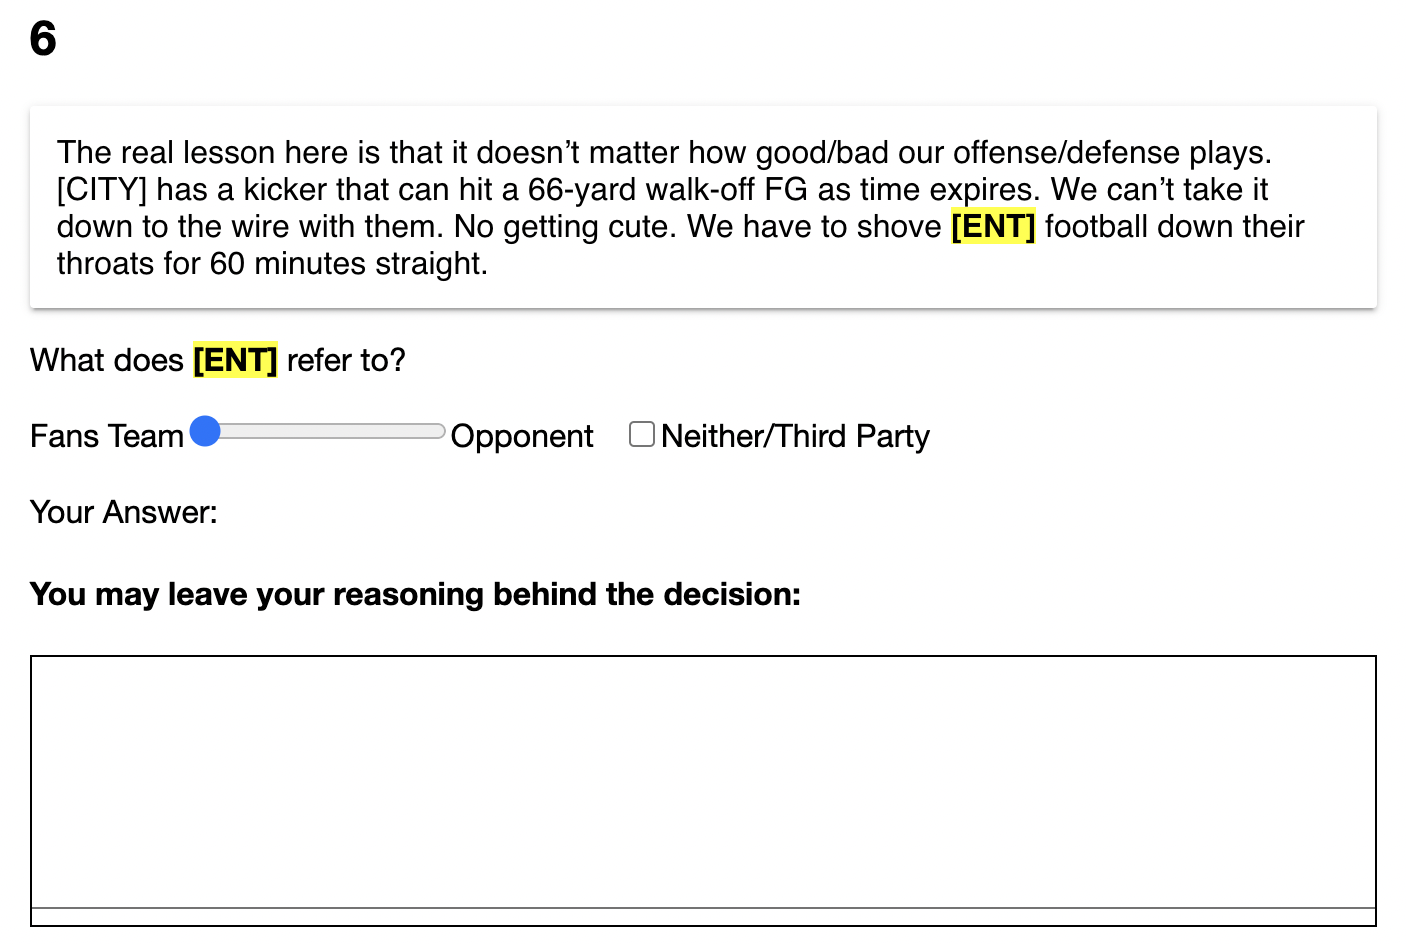 6
The real lesson here is that it doesn’t matter how good/bad our offense/defense plays.
[CITY] has a kicker that can hit a 66-yard walk-off FG as time expires. We can’t take it
down to the wire with them. No getting cute. We have to shove [ENT] football down their
throats for 60 minutes straight.
What does [ENT] refer to?
Fans Team Opponent Neither/Third Party
Your Answer:
You may leave your reasoning behind the decision: